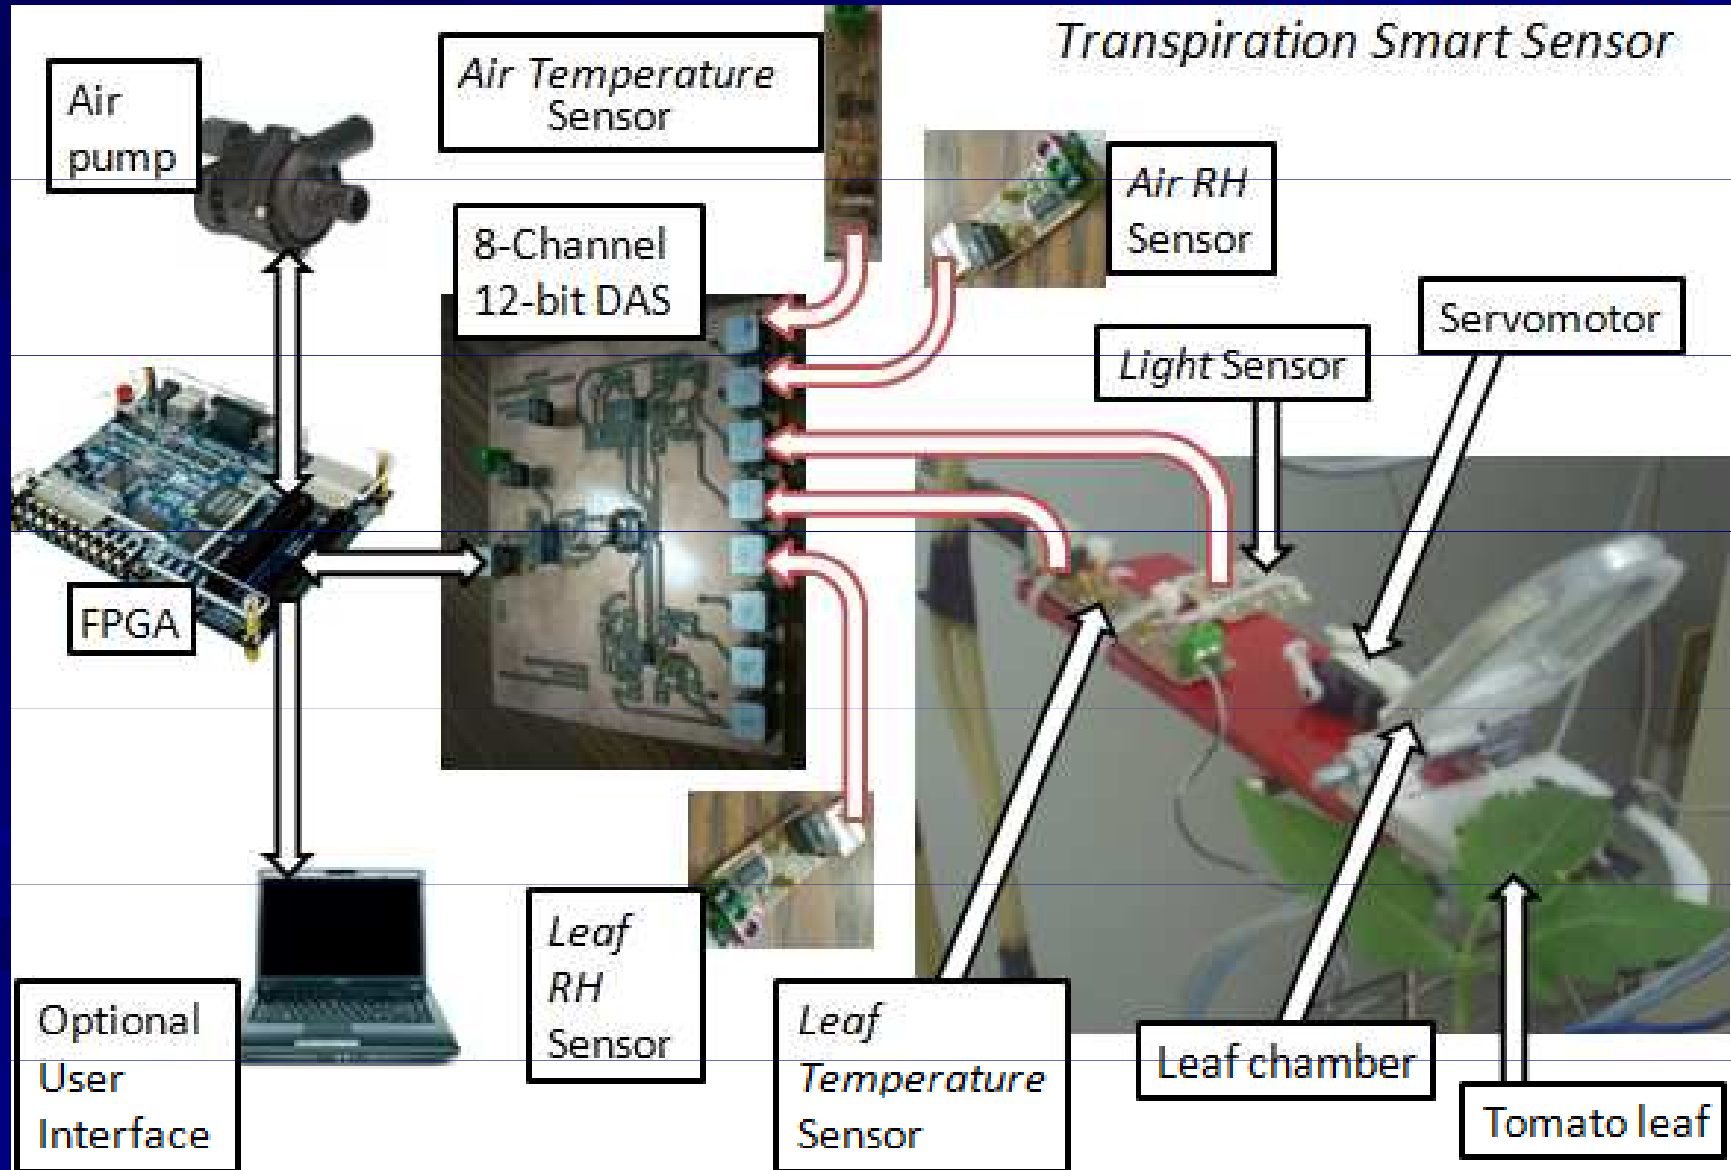 Transpiration Smart Sensor
Air
pump
Air Temperature
Sensor
Air RH
Sensor
8-Channel
12-bit DAS
Servomotor
Light Sensor
FPGA
Leaf
RH
Sensor
Optional
User
Interface
Leaf
Temperature
Sensor
Leaf chamber
Tomato leaf